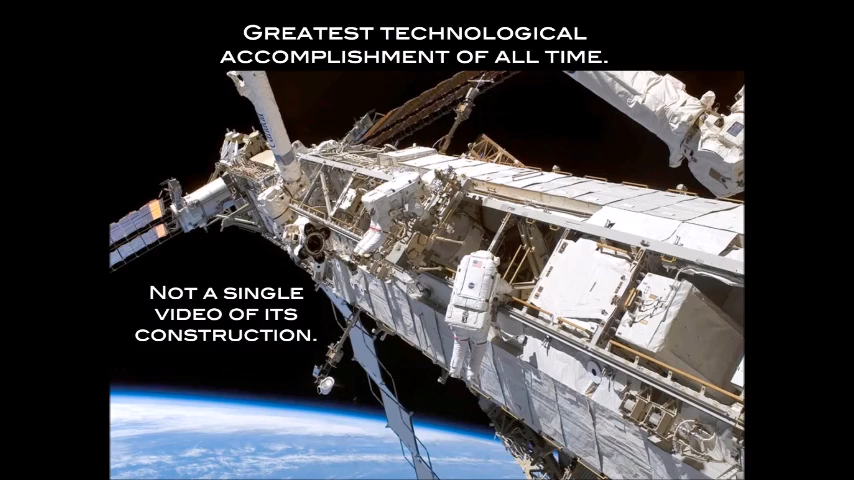 Greatest technological
accomplishment of all time.
Not a single
video of its
construction.